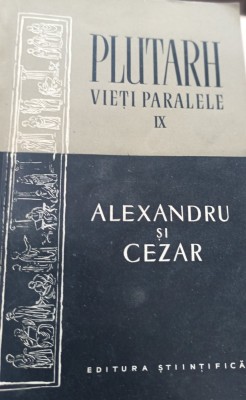 PLUTARH
VIEȚI PARALELE
IX
ALEXANDRU
ȘI
CEZAR
EDITURA ȘTIINȚIFICĂ